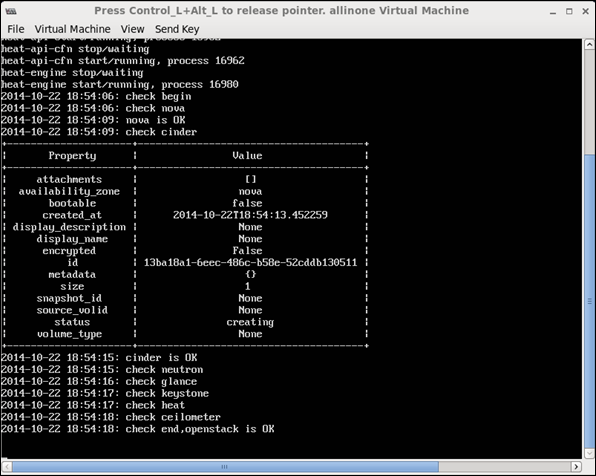 Press Control_L+Alt_L to release pointer. allinone Virtual Machine
File Virtual Machine View Send Key
heat-api-cfn stop/waiting
heat-api-cfn start/running, process 16962
heat-engine stop/waiting
heat-engine start/running, process 16980
2014-10-22 18:54:06: check begin
2014-10-22 18:54:06: check nova
2014-10-22 18:54:09: nova is OK
2014-10-22 18:54:09: check cinder
Property | Value
attachments | []
availability_zone | nova
bootable | false
created_at | 2014-10-22T18:54:13.452259
display_description | None
display_name | None
encrypted | False
id | 13ba18a1-6eec-486c-b58e-52cddb130511
metadata | {}
size | 1
snapshot_id | None
source_volid | None
status | creating
volume_type | None
2014-10-22 18:54:15: cinder is OK
2014-10-22 18:54:15: check neutron
2014-10-22 18:54:16: check glance
2014-10-22 18:54:17: check keystone
2014-10-22 18:54:17: check heat
2014-10-22 18:54:18: check ceilometer
2014-10-22 18:54:18: check end,openstack is OK